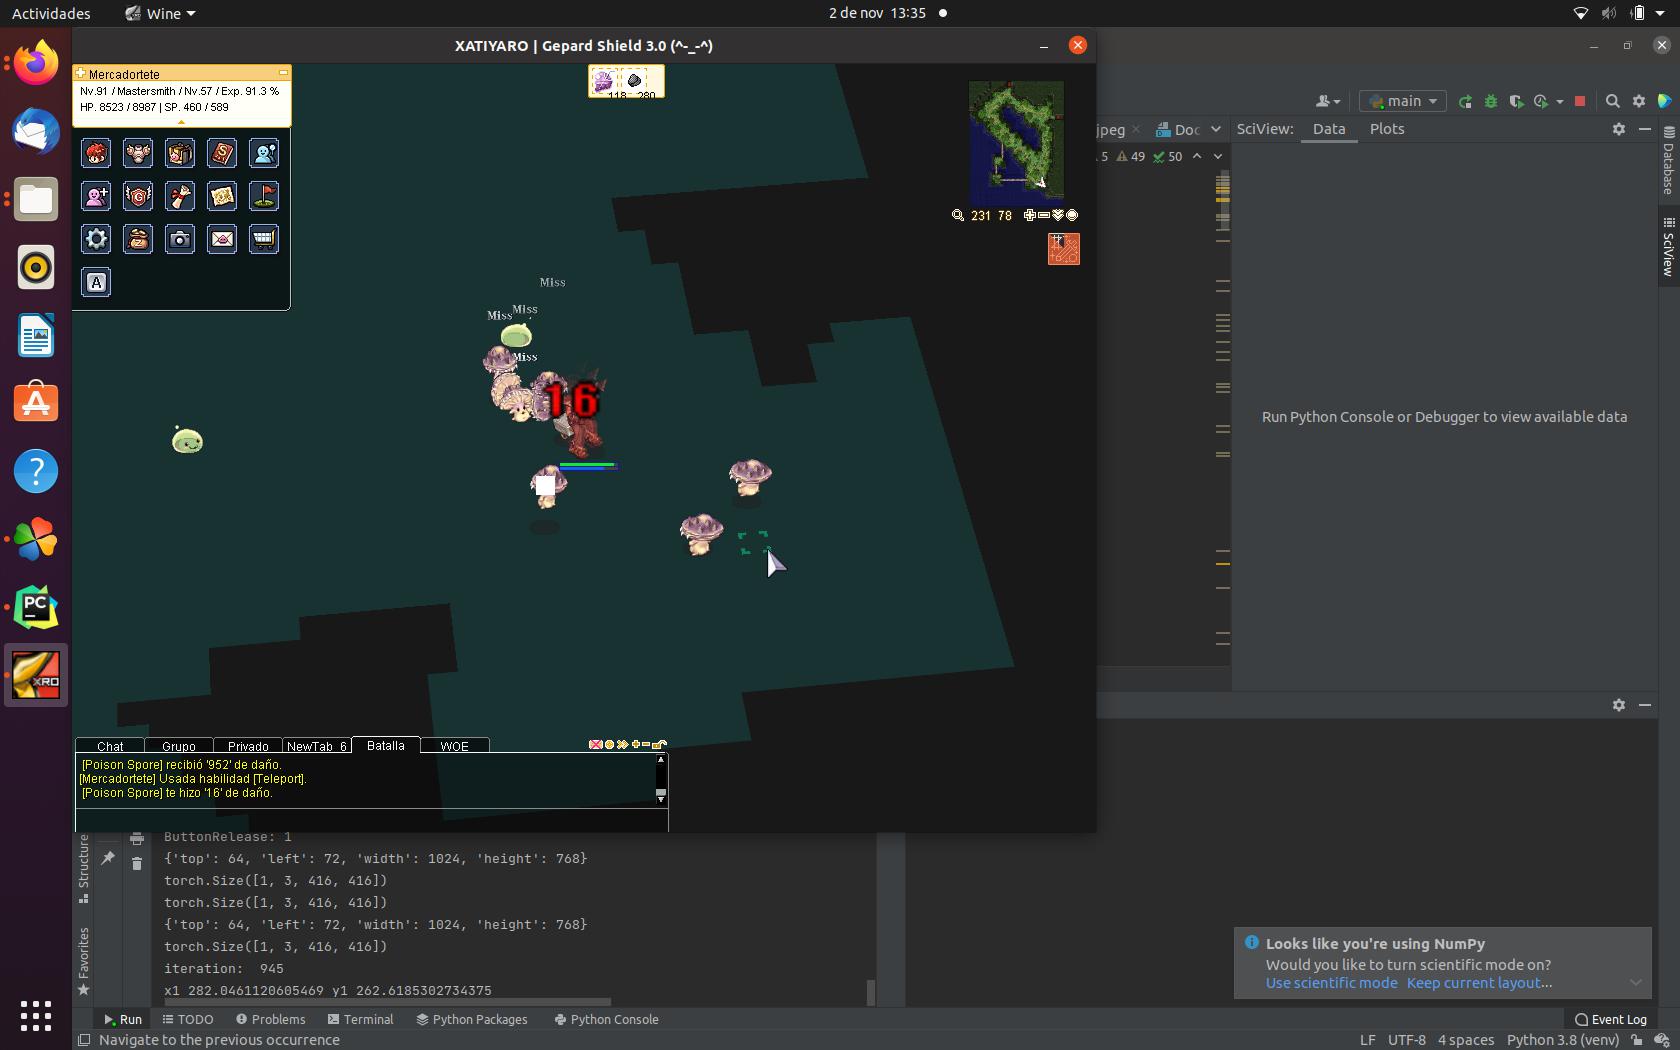 Actividades
Wine
2 de nov 13:35
XATIYARO | Gepard Shield 3.0 (^-_-^)
Mercadortete
Nv.91 / Mastersmith / Nv.57 / Exp. 91.3 %
HP. 8523 / 8987 | SP. 460 / 589
118 280
231 78
A
Miss
Miss
Miss
Miss
16
main
jpeg
Doc
SciView:
Data
Plots
5
49
50
Database
SciView
Run Python Console or Debugger to view available data
PC
XRO
Chat
Grupo
Privado
NewTab_6
Batalla
WOE
[Poison Spore] recibió '952' de daño.
[Mercadortete] Usada habilidad [Teleport].
[Poison Spore] te hizo '16' de daño.
Structure
Favorites
ButtonRelease: 1
{'top': 64, 'left': 72, 'width': 1024, 'height': 768}
torch.Size([1, 3, 416, 416])
torch.Size([1, 3, 416, 416])
{'top': 64, 'left': 72, 'width': 1024, 'height': 768}
torch.Size([1, 3, 416, 416])
iteration:  945
x1 282.0461120605469 y1 262.6185302734375
Looks like you're using NumPy
Would you like to turn scientific mode on?
Use scientific mode Keep current layout...
Run
TODO
Problems
Terminal
Python Packages
Python Console
Event Log
Navigate to the previous occurrence
LF
UTF-8
4 spaces
Python 3.8 (venv)